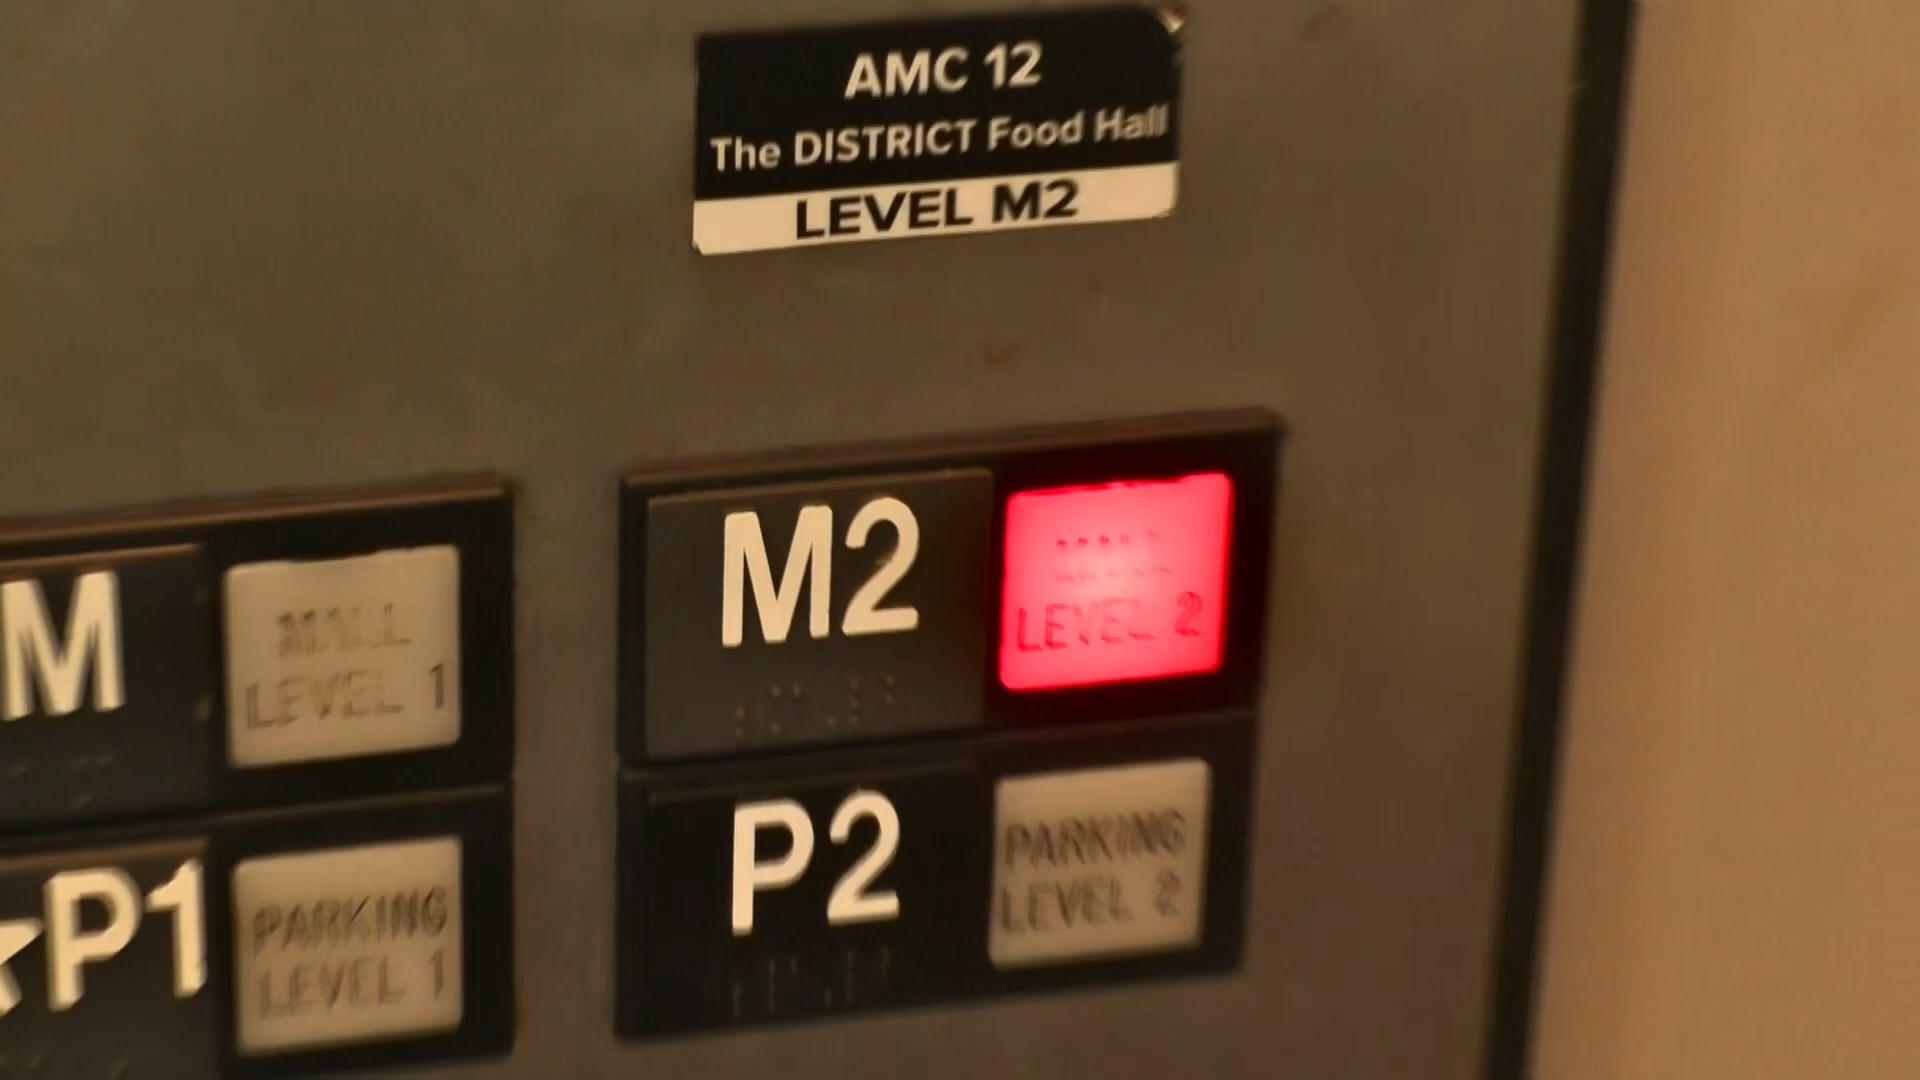 AMC 12
The DISTRICT Food Hall
LEVEL M2
M
MALL
LEVEL 1
M2
MALL
LEVEL 2
★P1
PARKING
LEVEL 1
P2
PARKING
LEVEL 2